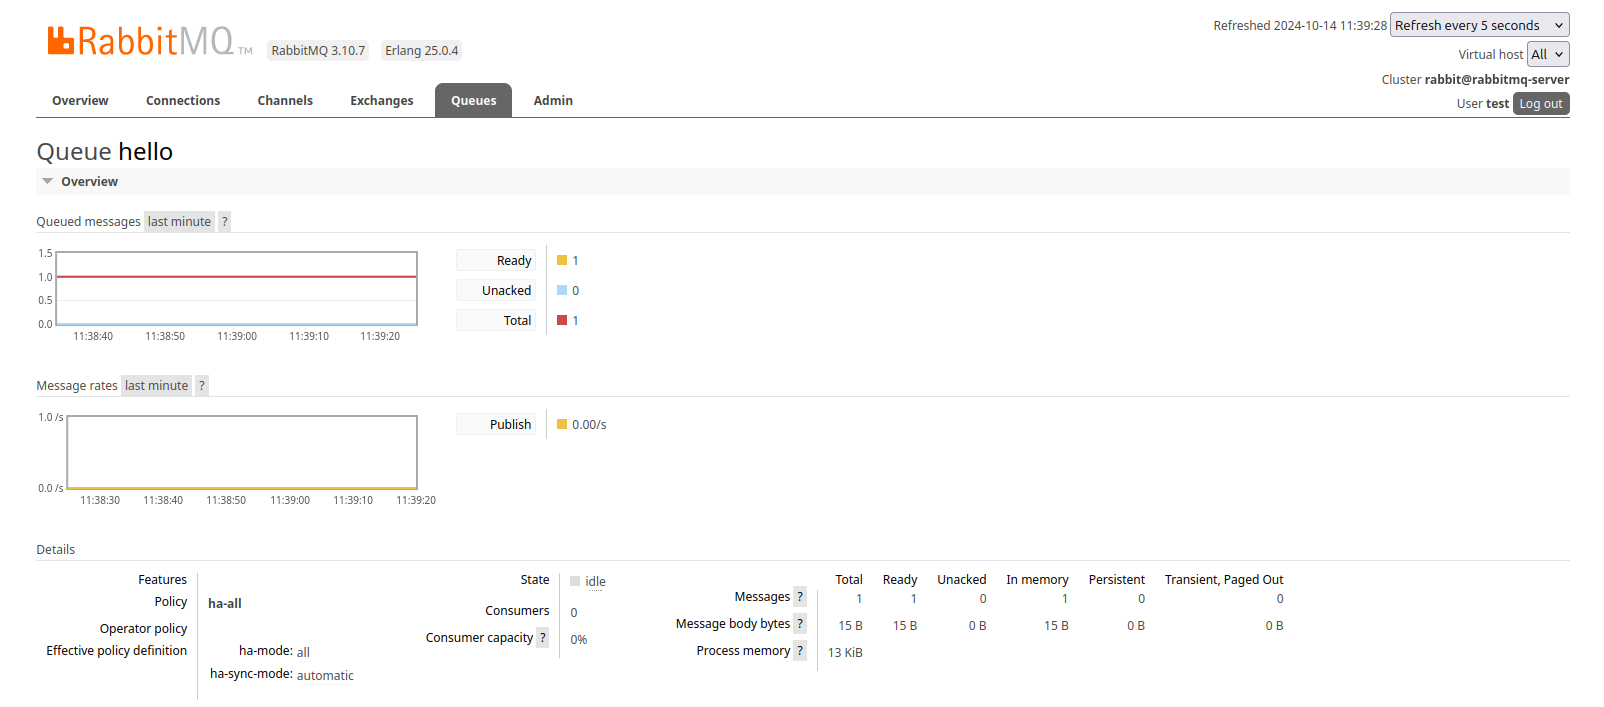 RabbitMQ TM RabbitMQ 3.10.7 Erlang 25.0.4
Refreshed 2024-10-14 11:39:28 Refresh every 5 seconds
Virtual host All
Cluster rabbit@rabbitmq-server
User test Log out
Overview Connections Channels Exchanges Queues Admin
Queue hello
Overview
Queued messages last minute ?
1.5
1.0
0.5
0.0
11:38:40 11:38:50 11:39:00 11:39:10 11:39:20
Ready 1
Unacked 0
Total 1
Message rates last minute ?
1.0 /s
0.0 /s
11:38:30 11:38:40 11:38:50 11:39:00 11:39:10 11:39:20
Publish 0.00/s
Details
Features
Policy ha-all
Operator policy
Effective policy definition ha-mode: all
ha-sync-mode: automatic
State idle
Consumers 0
Consumer capacity ? 0%
Total Ready Unacked In memory Persistent Transient, Paged Out
Messages ? 1 1 0 1 0 0
Message body bytes ? 15 B 15 B 0 B 15 B 0 B 0 B
Process memory ? 13 KiB